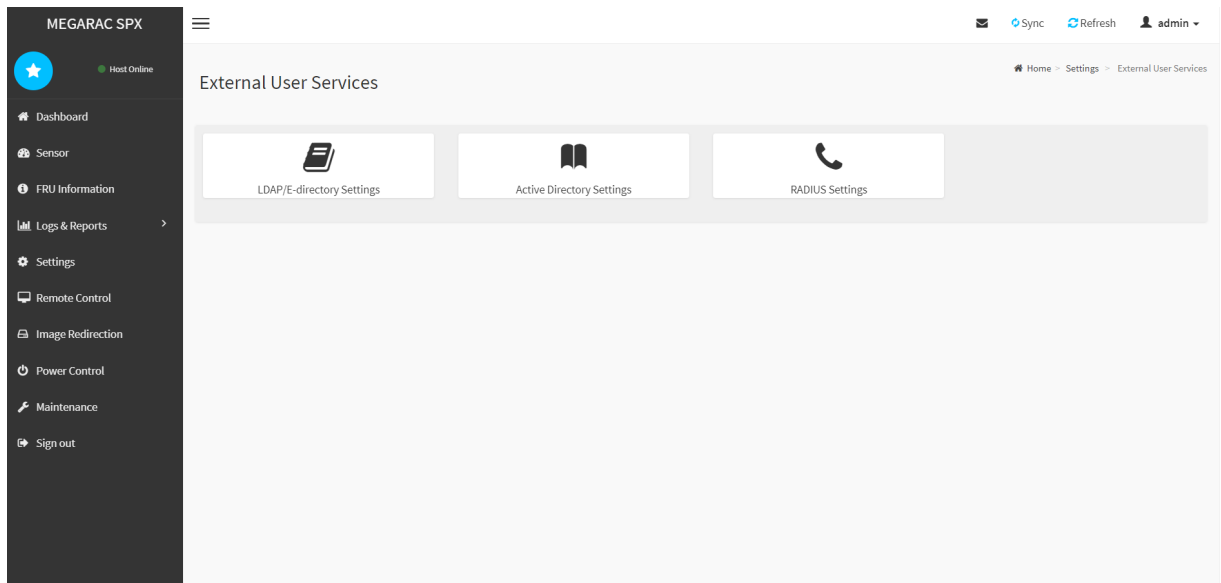 MEGARAC SPX
Sync Refresh admin
Host Online
External User Services
Home > Settings > External User Services
Dashboard
Sensor
FRU Information
Logs & Reports
Settings
Remote Control
Image Redirection
Power Control
Maintenance
Sign out
LDAP/E-directory Settings
Active Directory Settings
RADIUS Settings